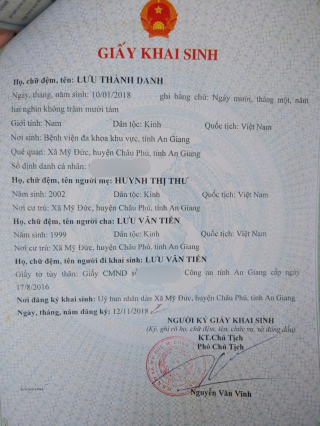 GIẤY KHAI SINH
Họ, chữ đệm, tên: LƯU THÀNH DANH
Ngày, tháng, năm sinh: 10/01/2018 ghi bằng chữ: Ngày mười, tháng một, năm
hai nghìn không trăm mười tám
Giới tính: Nam Dân tộc: Kinh Quốc tịch: Việt Nam
Nơi sinh: Bệnh viện đa khoa khu vực, tỉnh An Giang
Quê quán: Xã Mỹ Đức, huyện Châu Phú, tỉnh An Giang
Số định danh cá nhân:
Họ, chữ đệm, tên người mẹ: HUỲNH THỊ THƯ
Năm sinh: 2002 Dân tộc: Kinh Quốc tịch: Việt Nam
Nơi cư trú: Xã Mỹ Đức, huyện Châu Phú, tỉnh An Giang
Họ, chữ đệm, tên người cha: LƯU VĂN TIÊN
Năm sinh: 1999 Dân tộc: Kinh Quốc tịch: Việt Nam
Nơi cư trú: Xã Mỹ Đức, huyện Châu Phú, tỉnh An Giang
Họ, chữ đệm, tên người đi khai sinh: LƯU V
Giấy tờ tùy thân: Giấy CMND Công an tỉnh An Giang cấp ngày
17/8/2016
Nơi đăng ký khai sinh: Uỷ ban nhân dân Xã Mỹ Đức, huyện Châu Phú, tỉnh An Giang
Ngày, tháng, năm đăng ký: 12/11/2018
NGƯỜI KÝ GIẤY KHAI SINH
(Ký, ghi rõ họ, chữ đệm, tên, chức vụ, và đóng dấu)
KT.Chủ Tịch
Phó Chủ Tịch
Nguyễn Văn Vinh